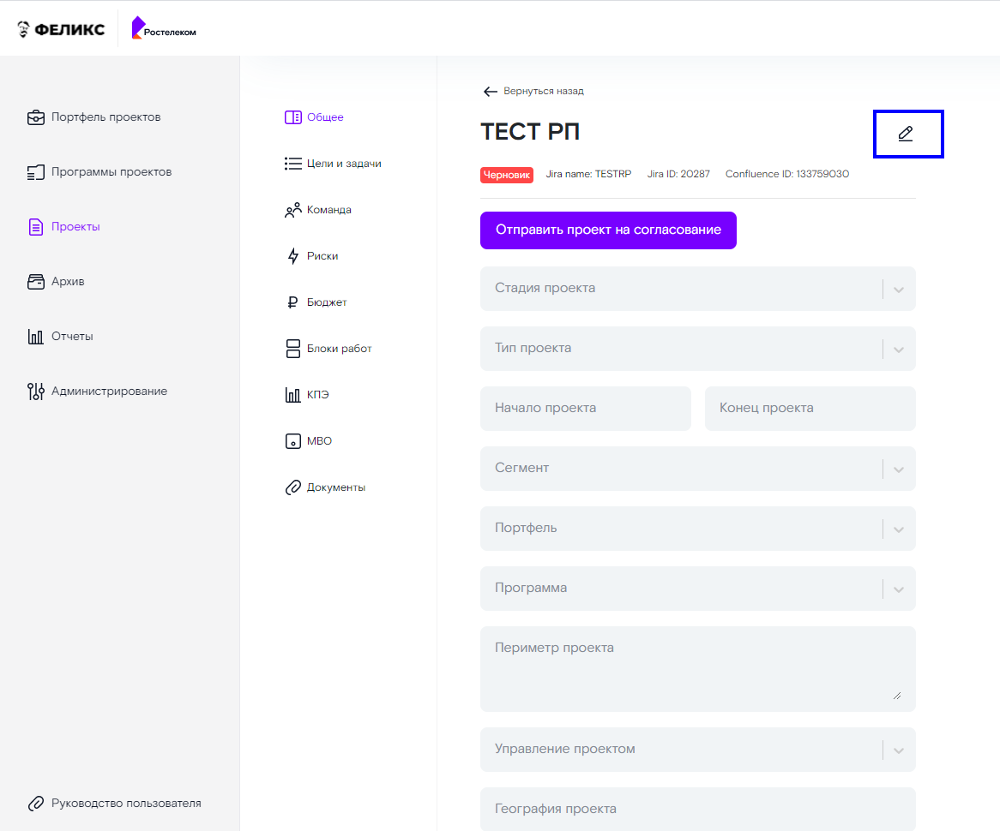 ФЕЛИКС
Ростелеком
Портфель проектов
Программы проектов
Проекты
Архив
Отчеты
Администрирование
Руководство пользователя
Общее
Цели и задачи
Команда
Риски
Бюджет
Блоки работ
КПЭ
МВО
Документы
Вернуться назад
ТЕСТ РП
Черновик Jira name: TESTRP Jira ID: 20287 Confluence ID: 133759030
Отправить проект на согласование
Стадия проекта
Тип проекта
Начало проекта Конец проекта
Сегмент
Портфель
Программа
Периметр проекта
Управление проектом
География проекта